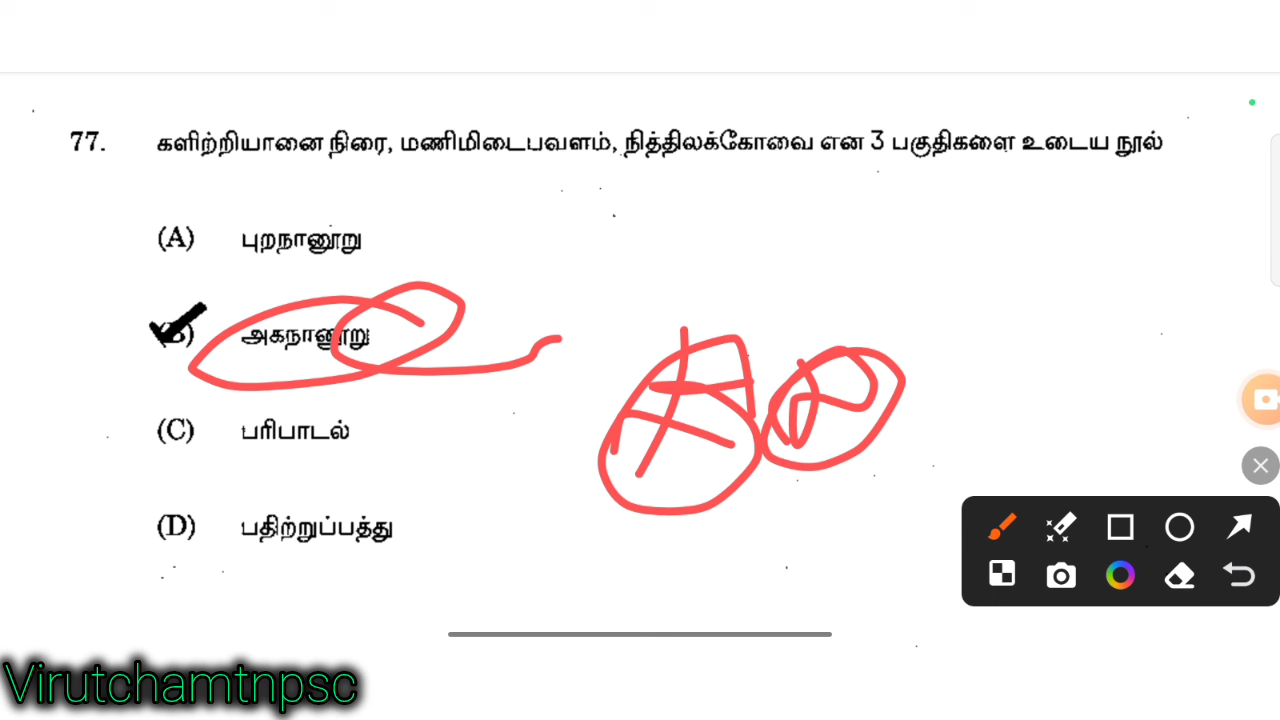 77. களிற்றியானை நிரை, மணிமிடைபவளம், நித்திலக்கோவை என 3 பகுதிகளை உடைய நூல்
(A) புறநானூறு
(B) அகநானூறு
(C) பரிபாடல்
(D) பதிற்றுப்பத்து
Virutchamtnpsc